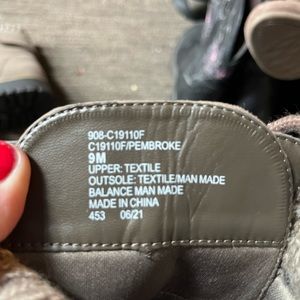 908-C19110F
C19110F/PEMBROKE
9M
UPPER: TEXTILE
OUTSOLE: TEXTILE/MAN MADE
BALANCE MAN MADE
MADE IN CHINA
453 06/21